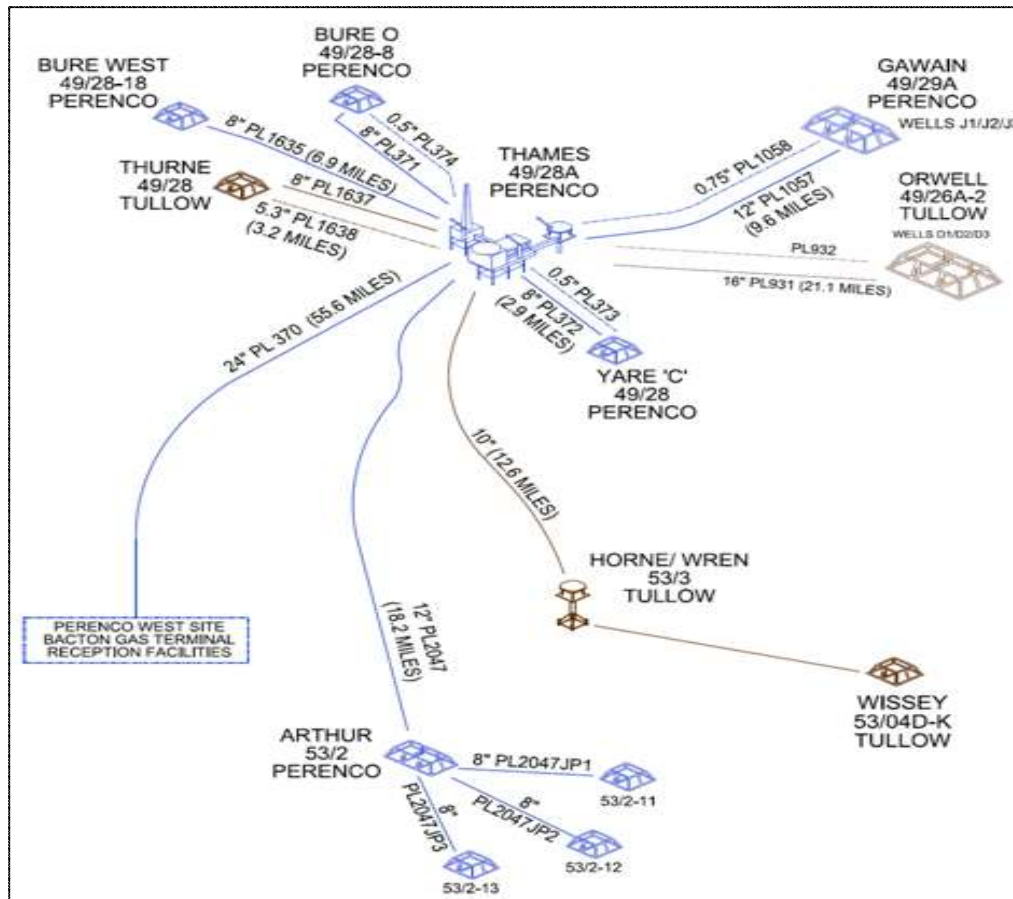 BURE O
49/28-8
PERENCO
BURE WEST
49/28-18
PERENCO
GAWAIN
49/29A
PERENCO
WELLS J1/J2/J3
8" PL1635 (6.9 MILES)
8" PL371
0.5" PL374
THAMES
49/28A
PERENCO
0.75" PL1058
12" PL1057
(9.6 MILES)
THURNE
49/28
TULLOW
8" PL1637
5.3" PL1638
(3.2 MILES)
ORWELL
49/26A-2
TULLOW
WELLS D1/D2/D3
PL932
16" PL931 (21.1 MILES)
0.5" PL373
8" PL372
(2.9 MILES)
YARE 'C'
49/28
PERENCO
24" PL 370 (55.6 MILES)
10" (12.6 MILES)
HORNE/ WREN
53/3
TULLOW
12" PL2047
(18.2 MILES)
PERENCO WEST SITE
BACTON GAS TERMINAL
RECEPTION FACILITIES
WISSEY
53/04D-K
TULLOW
ARTHUR
53/2
PERENCO
8" PL2047JP1
53/2-11
8"
PL2047JP2
53/2-12
8"
PL2047JP3
53/2-13